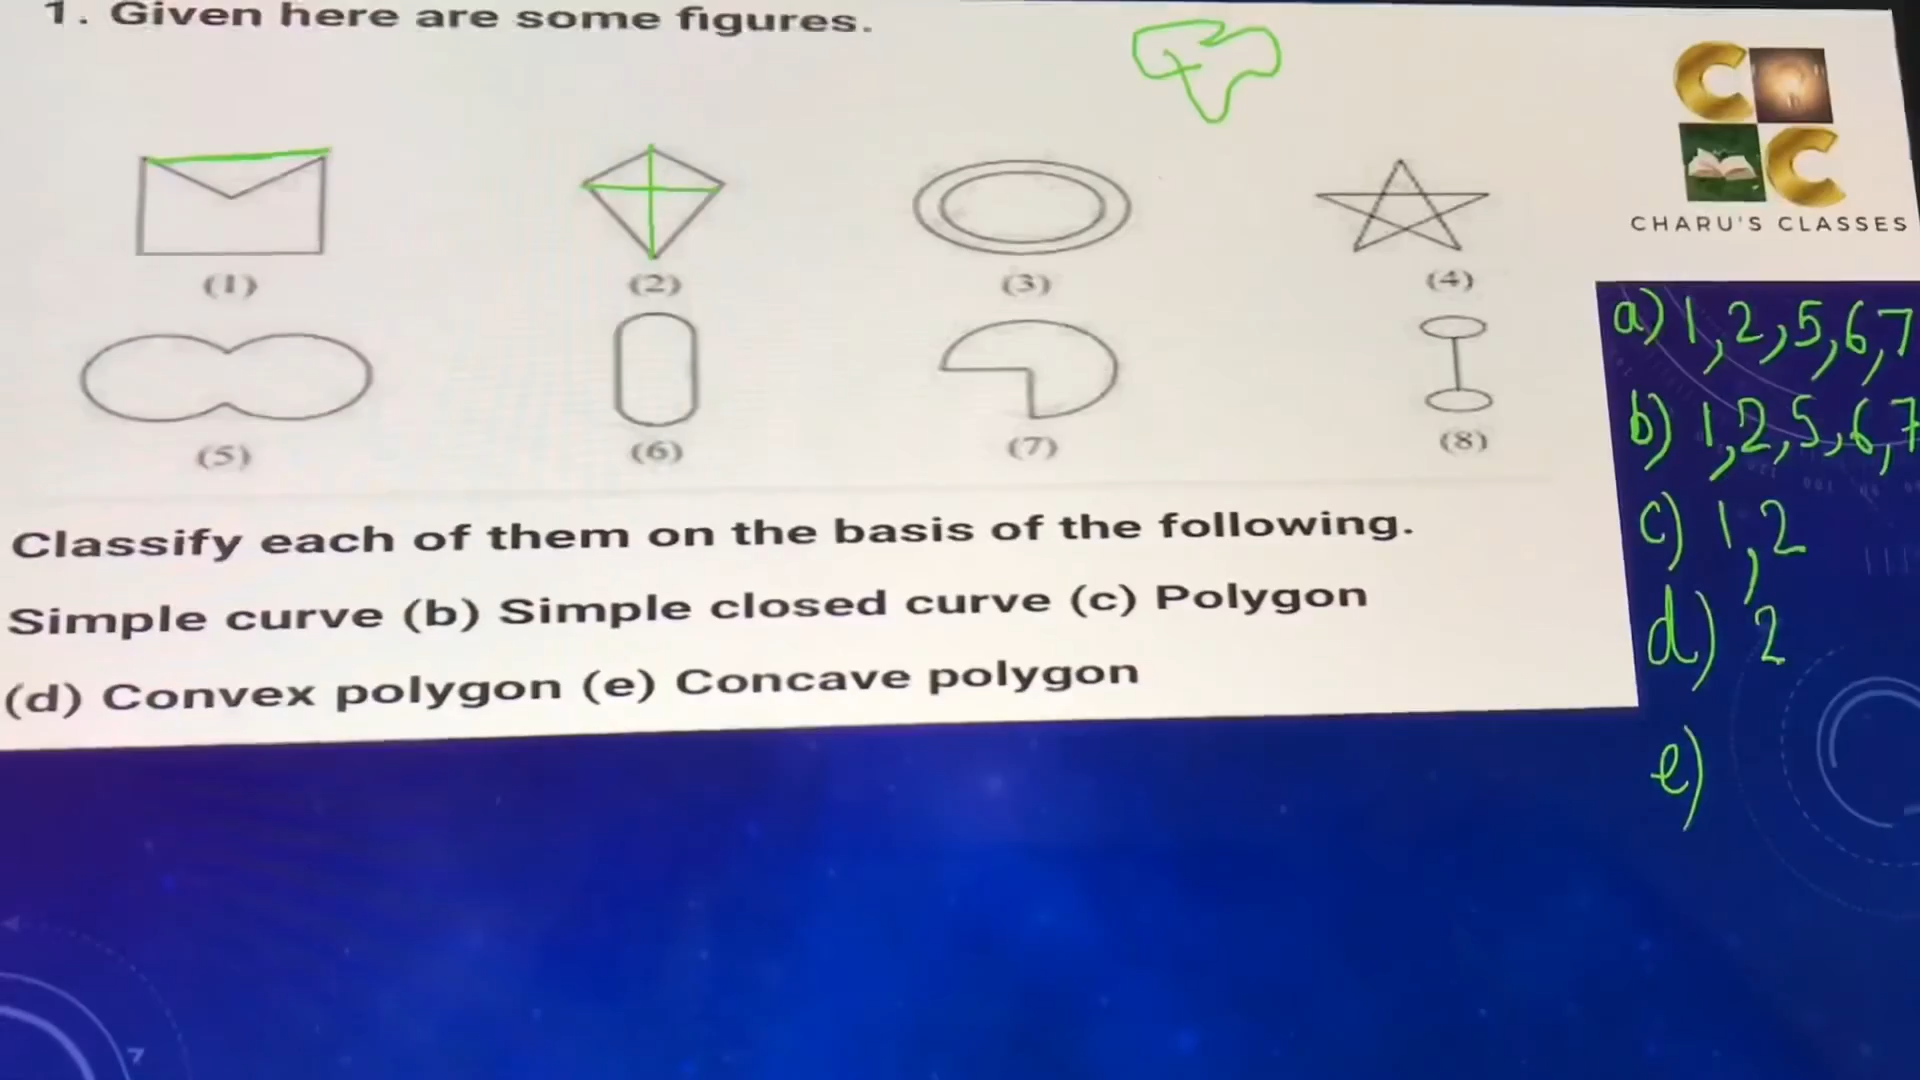 1. Given here are some figures.
CHARU'S CLASSES
(1) (2) (3) (4)
(5) (6) (7) (8)
Classify each of them on the basis of the following.
Simple curve (b) Simple closed curve (c) Polygon
(d) Convex polygon (e) Concave polygon
a) 1,2,5,6,7
b) 1,2,5,6,7
c) 1,2
d) 2
e)
7